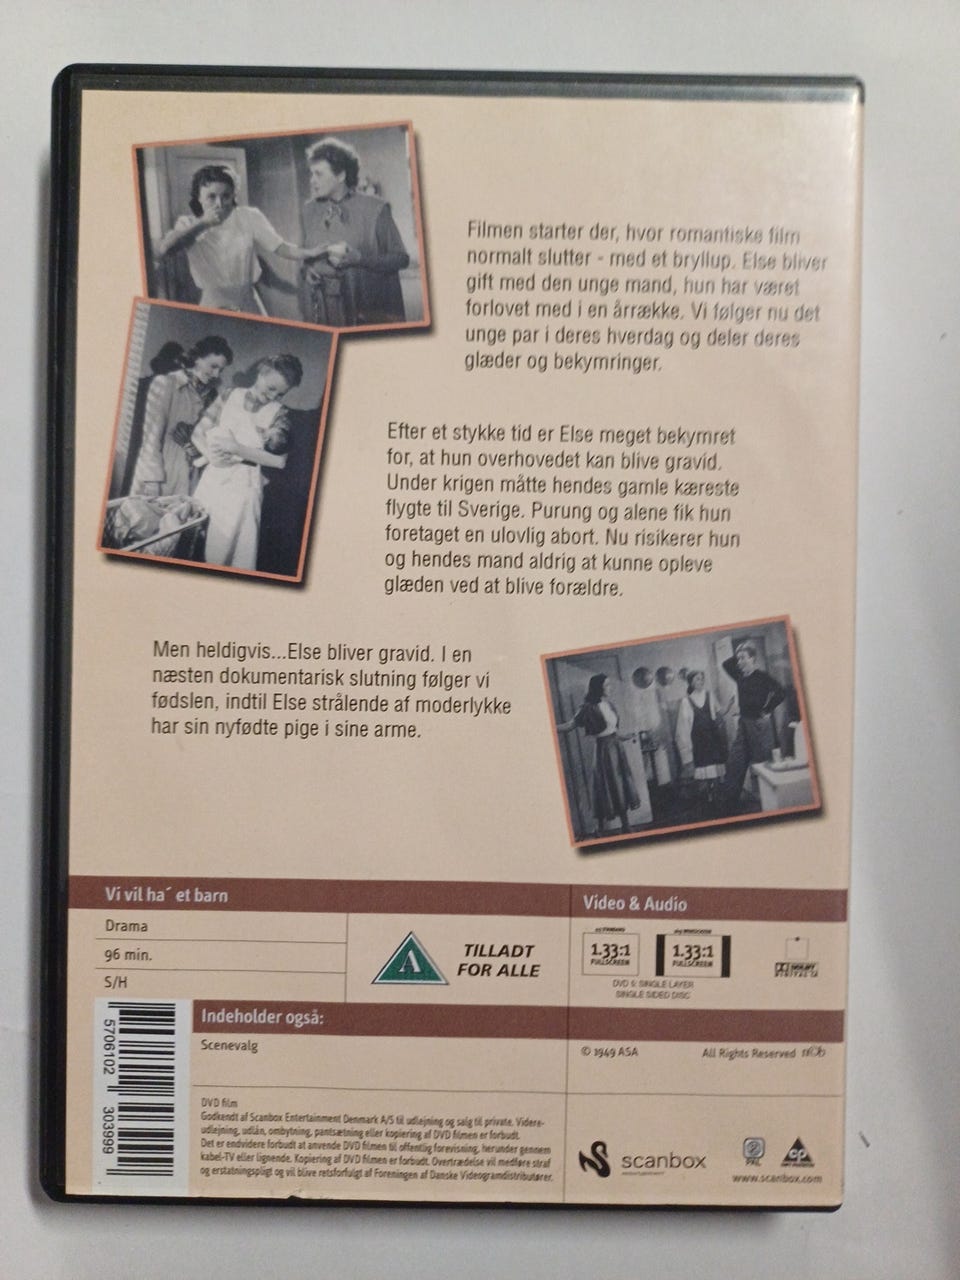 Filmen starter der, hvor romantiske film
normalt slutter - med et bryllup. Else bliver
gift med den unge mand, hun har været
forlovet med i en årrække. Vi følger nu det
unge par i deres hverdag og deler deres
glæder og bekymringer.
Efter et stykke tid er Else meget bekymret
for, at hun overhovedet kan blive gravid.
Under krigen måtte hendes gamle kæreste
flygte til Sverige. Purung og alene fik hun
foretaget en ulovlig abort. Nu risikerer hun
og hendes mand aldrig at kunne opleve
glæden ved at blive forældre.
Men heldigvis...Else bliver gravid. I en
næsten dokumentarisk slutning følger vi
fødslen, indtil Else strålende af moderlykke
har sin nyfødte pige i sine arme.
Vi vil ha´ et barn
Drama
96 min.
S/H
A
TILLADT
FOR ALLE
Video & Audio
1.33:1
FULLSCREEN
1.33:1
FULLSCREEN
DVD 5: SINGLE LAYER
SINGLE SIDED DISC
DOLBY
DIGITAL
Indeholder også:
Scenevalg
© 1949 ASA
All Rights Reserved nCb
5706102 303999
DVD film
Godkendt af Scanbox Entertainment Denmark A/S til udlejning og salg til private. Videre-
udlejning, udlån, ombytning, pantsætning eller kopiering af DVD filmen er forbudt.
Det er endvidere forbudt at anvende DVD filmen til offentlig forevisning, herunder gennem
kabel-TV eller lignende. Kopiering af DVD filmen er forbudt. Overtrædelse vil medføre straf
og erstatningspligt og vil blive retsforfulgt af Foreningen af Danske Videogramdistributører.
scanbox
PAL
CP
www.scanbox.com